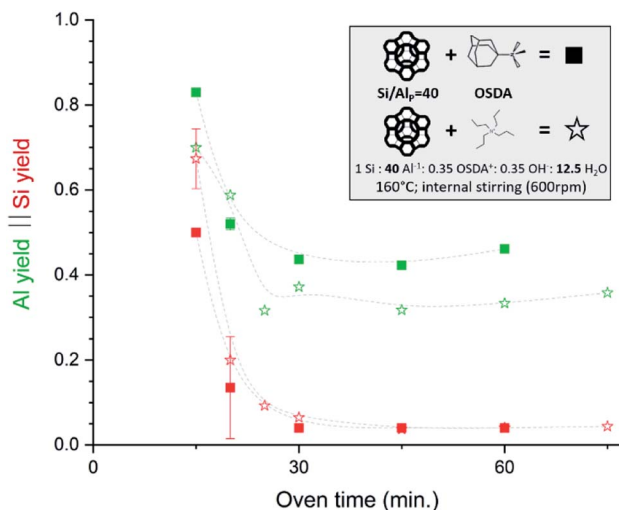 Si/AlP=40 + OSDA = ■
+ = ☆
1 Si : 40 Al⁻¹: 0.35 OSDA⁺: 0.35 OH⁻: 12.5 H₂O
160°C; internal stirring (600rpm)
Al yield || Si yield
1.0
0.8
0.6
0.4
0.2
0.0
0
30
60
Oven time (min.)